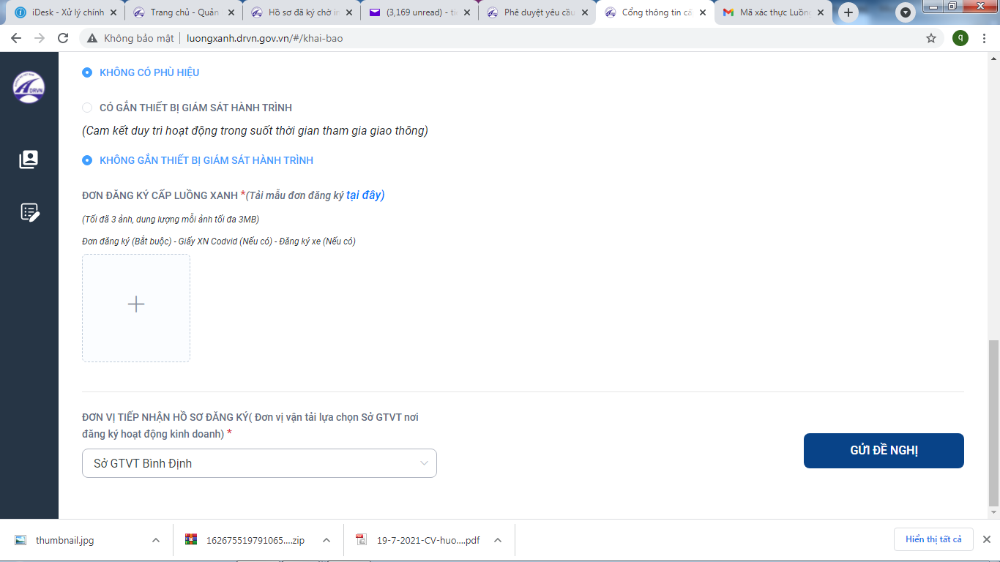 iDesk - Xử lý chính
Trang chủ - Quản
Hồ sơ đã ký chờ in
(3,169 unread) - ti
Phê duyệt yêu cầu
Cổng thông tin cấ
Mã xác thực Luồng
Không bảo mật
luongxanh.drvn.gov.vn/#/khai-bao
q
DRVN
KHÔNG CÓ PHÙ HIỆU
CÓ GẮN THIẾT BỊ GIÁM SÁT HÀNH TRÌNH
(Cam kết duy trì hoạt động trong suốt thời gian tham gia giao thông)
KHÔNG GẮN THIẾT BỊ GIÁM SÁT HÀNH TRÌNH
ĐƠN ĐĂNG KÝ CẤP LUỒNG XANH *(Tải mẫu đơn đăng ký tại đây)
(Tối đã 3 ảnh, dung lượng mỗi ảnh tối đa 3MB)
Đơn đăng ký (Bắt buộc) - Giấy XN Codvid (Nếu có) - Đăng ký xe (Nếu có)
ĐƠN VỊ TIẾP NHẬN HỒ SƠ ĐĂNG KÝ( Đơn vị vận tải lựa chọn Sở GTVT nơi
đăng ký hoạt động kinh doanh) *
Sở GTVT Bình Định
GỬI ĐỀ NGHỊ
thumbnail.jpg
162675519791065....zip
19-7-2021-CV-huo....pdf
Hiển thị tất cả